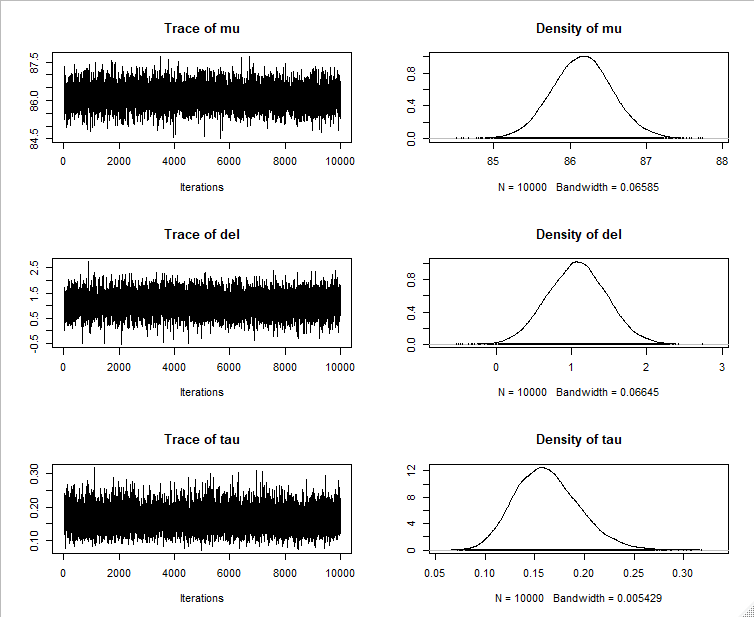 Trace of mu
87.5
86.0
84.5
0 2000 4000 6000 8000 10000
Iterations
Density of mu
0.8
0.4
0.0
85 86 87 88
N = 10000 Bandwidth = 0.06585
Trace of del
2.5
1.5
0.5
-0.5
0 2000 4000 6000 8000 10000
Iterations
Density of del
0.8
0.4
0.0
0 1 2 3
N = 10000 Bandwidth = 0.06645
Trace of tau
0.30
0.20
0.10
0 2000 4000 6000 8000 10000
Iterations
Density of tau
12
8
4
0
0.05 0.10 0.15 0.20 0.25 0.30
N = 10000 Bandwidth = 0.005429